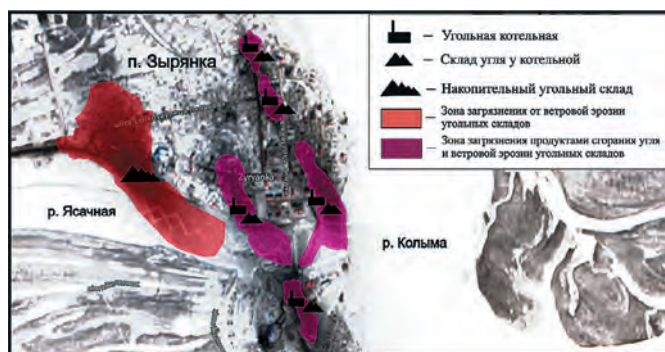 п. Зырянка
Zyryanka
р. Ясачная
р. Колыма
– Угольная котельная
– Склад угля у котельной
– Накопительный угольный склад
– Зона загрязнения от ветровой эрозии
угольных складов
– Зона загрязнения продуктами сгорания угля
и ветровой эрозии угольных складов